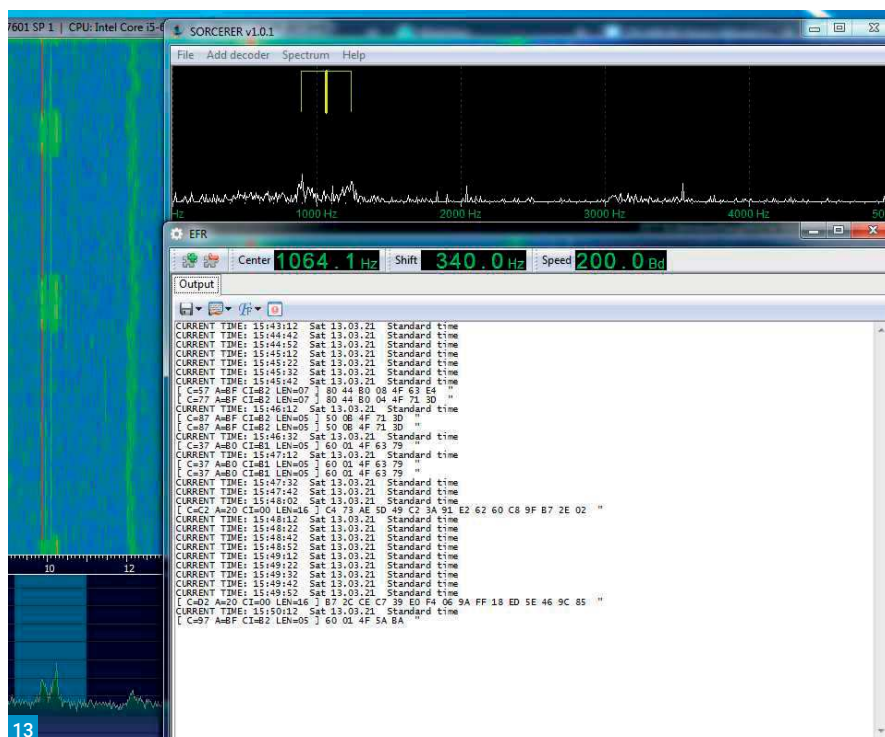 7601 SP 1 | CPU: Intel Core i5-6
SORCERER v1.0.1
File Add decoder Spectrum Help
Hz 1000 Hz 2000 Hz 3000 Hz 4000 Hz 50
EFR
Center 1064.1 Hz Shift 340.0 Hz Speed 200.0 Bd
Output
CURRENT TIME: 15:43:12 Sat 13.03.21 Standard time
CURRENT TIME: 15:44:42 Sat 13.03.21 Standard time
CURRENT TIME: 15:44:52 Sat 13.03.21 Standard time
CURRENT TIME: 15:45:12 Sat 13.03.21 Standard time
CURRENT TIME: 15:45:22 Sat 13.03.21 Standard time
CURRENT TIME: 15:45:32 Sat 13.03.21 Standard time
CURRENT TIME: 15:45:42 Sat 13.03.21 Standard time
[ C=57 A=BF CI=B2 LEN=07 ] 80 44 B0 08 4F 63 E4 "
[ C=77 A=BF CI=B2 LEN=07 ] 80 44 B0 04 4F 71 3D "
CURRENT TIME: 15:46:12 Sat 13.03.21 Standard time
[ C=87 A=BF CI=B2 LEN=05 ] 50 0B 4F 71 3D "
[ C=87 A=BF CI=B2 LEN=05 ] 50 0B 4F 71 3D "
CURRENT TIME: 15:46:32 Sat 13.03.21 Standard time
[ C=37 A=B0 CI=B1 LEN=05 ] 60 01 4F 63 79 "
CURRENT TIME: 15:47:12 Sat 13.03.21 Standard time
[ C=37 A=B0 CI=B1 LEN=05 ] 60 01 4F 63 79 "
[ C=37 A=B0 CI=B1 LEN=05 ] 60 01 4F 63 79 "
CURRENT TIME: 15:47:32 Sat 13.03.21 Standard time
CURRENT TIME: 15:47:42 Sat 13.03.21 Standard time
CURRENT TIME: 15:48:02 Sat 13.03.21 Standard time
[ C=C2 A=20 CI=00 LEN=16 ] C4 73 AE 5D 49 C2 3A 91 E2 62 60 C8 9F B7 2E 02 "
CURRENT TIME: 15:48:12 Sat 13.03.21 Standard time
CURRENT TIME: 15:48:22 Sat 13.03.21 Standard time
CURRENT TIME: 15:48:42 Sat 13.03.21 Standard time
CURRENT TIME: 15:48:52 Sat 13.03.21 Standard time
CURRENT TIME: 15:49:12 Sat 13.03.21 Standard time
CURRENT TIME: 15:49:22 Sat 13.03.21 Standard time
CURRENT TIME: 15:49:32 Sat 13.03.21 Standard time
CURRENT TIME: 15:49:42 Sat 13.03.21 Standard time
CURRENT TIME: 15:49:52 Sat 13.03.21 Standard time
[ C=D2 A=20 CI=00 LEN=16 ] B7 2C CE C7 39 E0 F4 06 9A FF 18 ED 5E 46 9C 85 "
CURRENT TIME: 15:50:12 Sat 13.03.21 Standard time
[ C=97 A=BF CI=B2 LEN=05 ] 60 01 4F 5A BA "
10 12
13